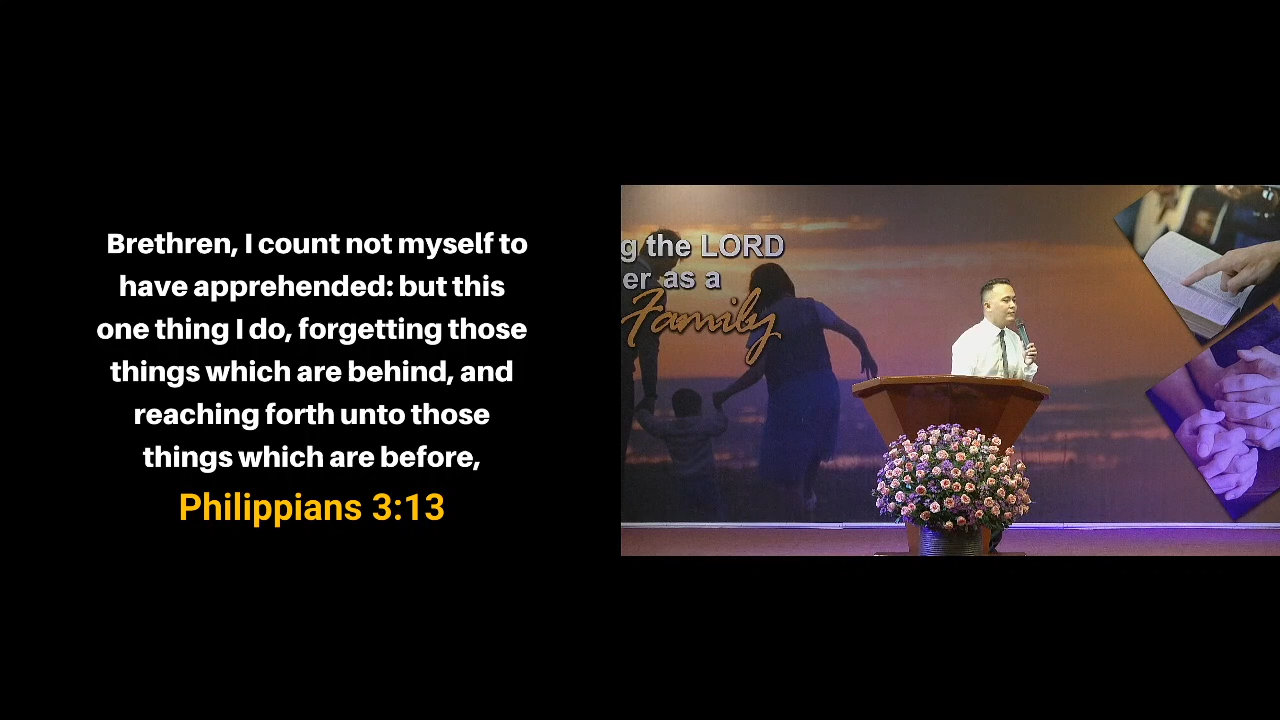 Brethren, I count not myself to
have apprehended: but this
one thing I do, forgetting those
things which are behind, and
reaching forth unto those
things which are before,
Philippians 3:13
g the LORD
er as a
Family